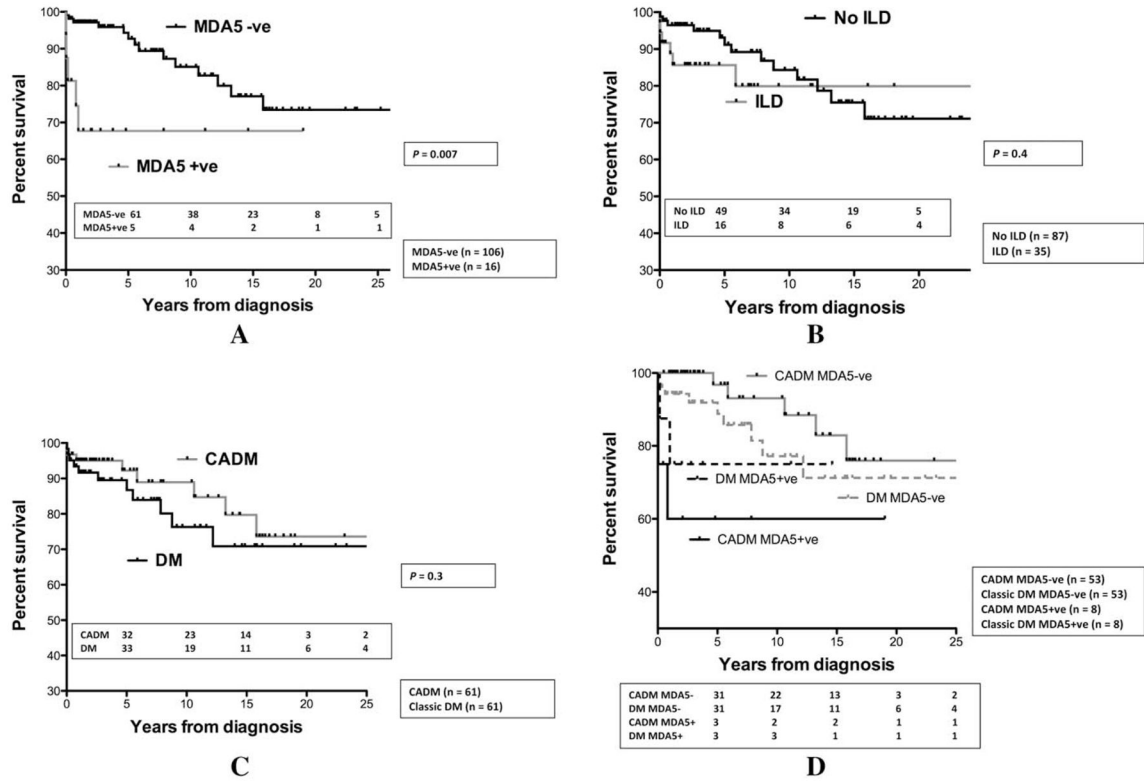 100
90
80
70
60
50
40
30
Percent survival
MDA5 -ve
MDA5 +ve
P = 0.007
MDA5-ve 61 38 23 8 5
MDA5+ve 5 4 2 1 1
MDA5-ve (n = 106)
MDA5+ve (n = 16)
0 5 10 15 20 25
Years from diagnosis
A
100
90
80
70
60
50
40
30
Percent survival
No ILD
ILD
P = 0.4
No ILD 49 34 19 5
ILD 16 8 6 4
No ILD (n = 87)
ILD (n = 35)
0 5 10 15 20
Years from diagnosis
B
100
90
80
70
60
50
40
30
Percent survival
CADM
DM
P = 0.3
CADM 32 23 14 3 2
DM 33 19 11 6 4
CADM (n = 61)
Classic DM (n = 61)
0 5 10 15 20 25
Years from diagnosis
C
100
80
60
40
Percent survival
CADM MDA5-ve
DM MDA5+ve
DM MDA5-ve
CADM MDA5+ve
CADM MDA5-ve (n = 53)
Classic DM MDA5-ve (n = 53)
CADM MDA5+ve (n = 8)
Classic DM MDA5+ve (n = 8)
0 5 10 15 20 25
Years from diagnosis
CADM MDA5- 31 22 13 3 2
DM MDA5- 31 17 11 6 4
CADM MDA5+ 3 2 2 1 1
DM MDA5+ 3 3 1 1 1
D